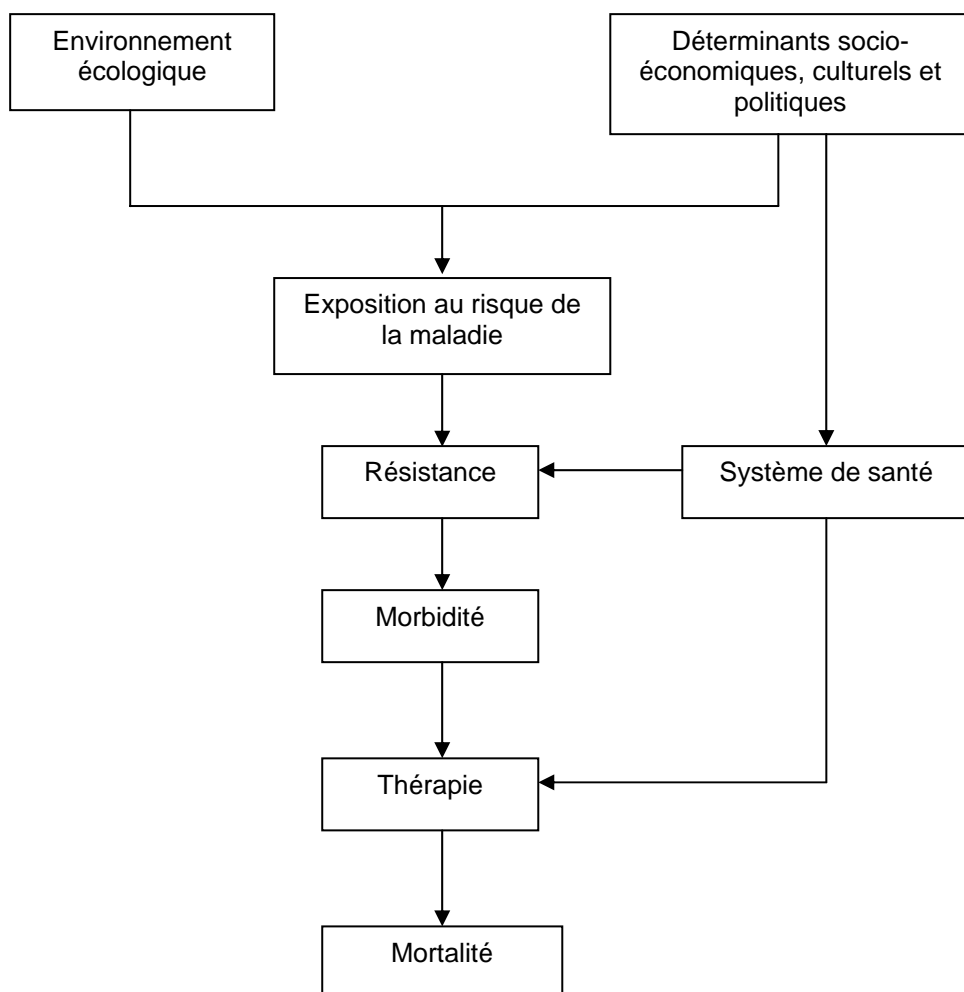 Environnement
écologique
Déterminants socio-
économiques, culturels et
politiques
Exposition au risque de
la maladie
Résistance
Système de santé
Morbidité
Thérapie
Mortalité